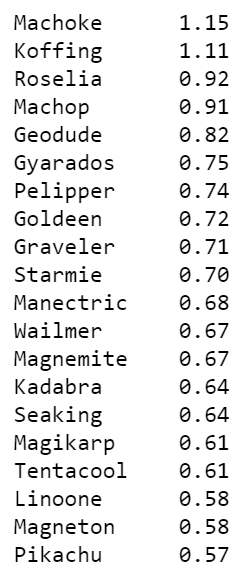 Machoke 1.15
Koffing 1.11
Roselia 0.92
Machop 0.91
Geodude 0.82
Gyarados 0.75
Pelipper 0.74
Goldeen 0.72
Graveler 0.71
Starmie 0.70
Manectric 0.68
Wailmer 0.67
Magnemite 0.67
Kadabra 0.64
Seaking 0.64
Magikarp 0.61
Tentacool 0.61
Linoone 0.58
Magneton 0.58
Pikachu 0.57